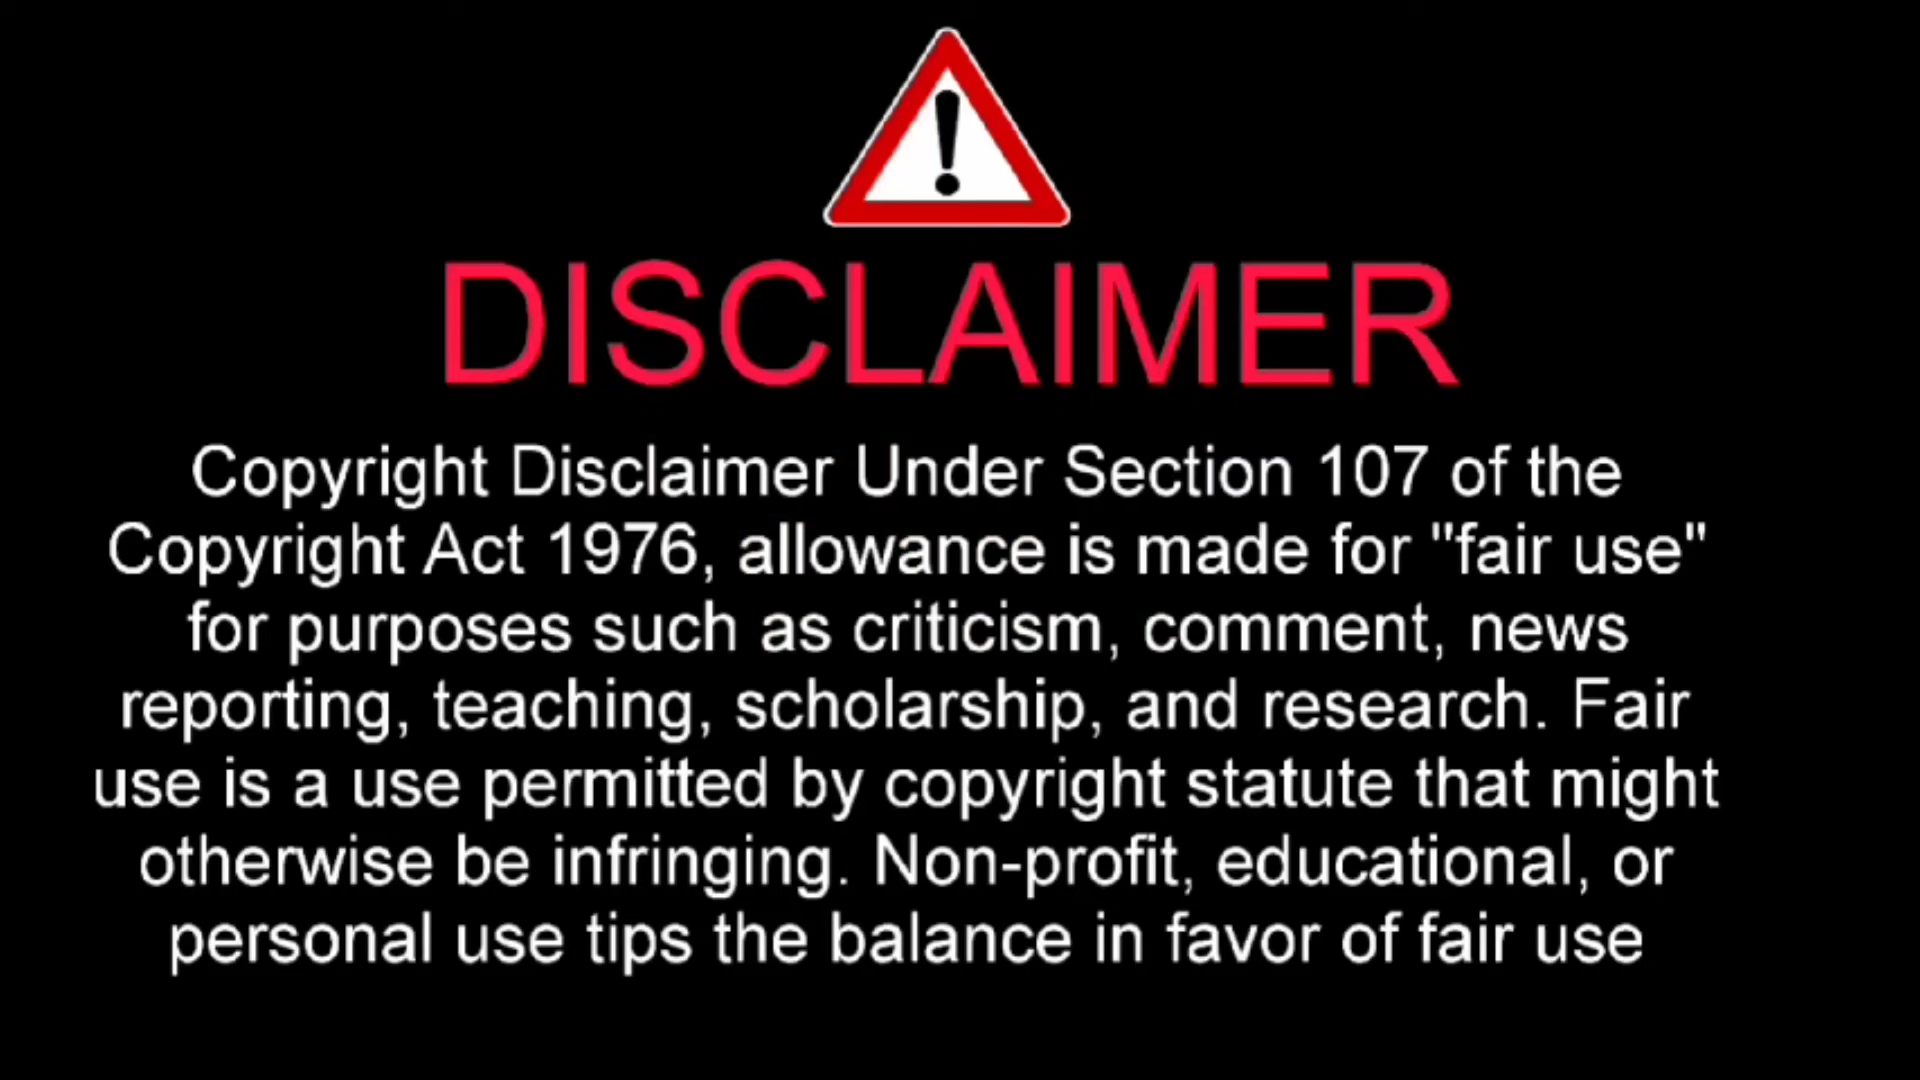 DISCLAIMER
Copyright Disclaimer Under Section 107 of the
Copyright Act 1976, allowance is made for "fair use"
for purposes such as criticism, comment, news
reporting, teaching, scholarship, and research. Fair
use is a use permitted by copyright statute that might
otherwise be infringing. Non-profit, educational, or
personal use tips the balance in favor of fair use